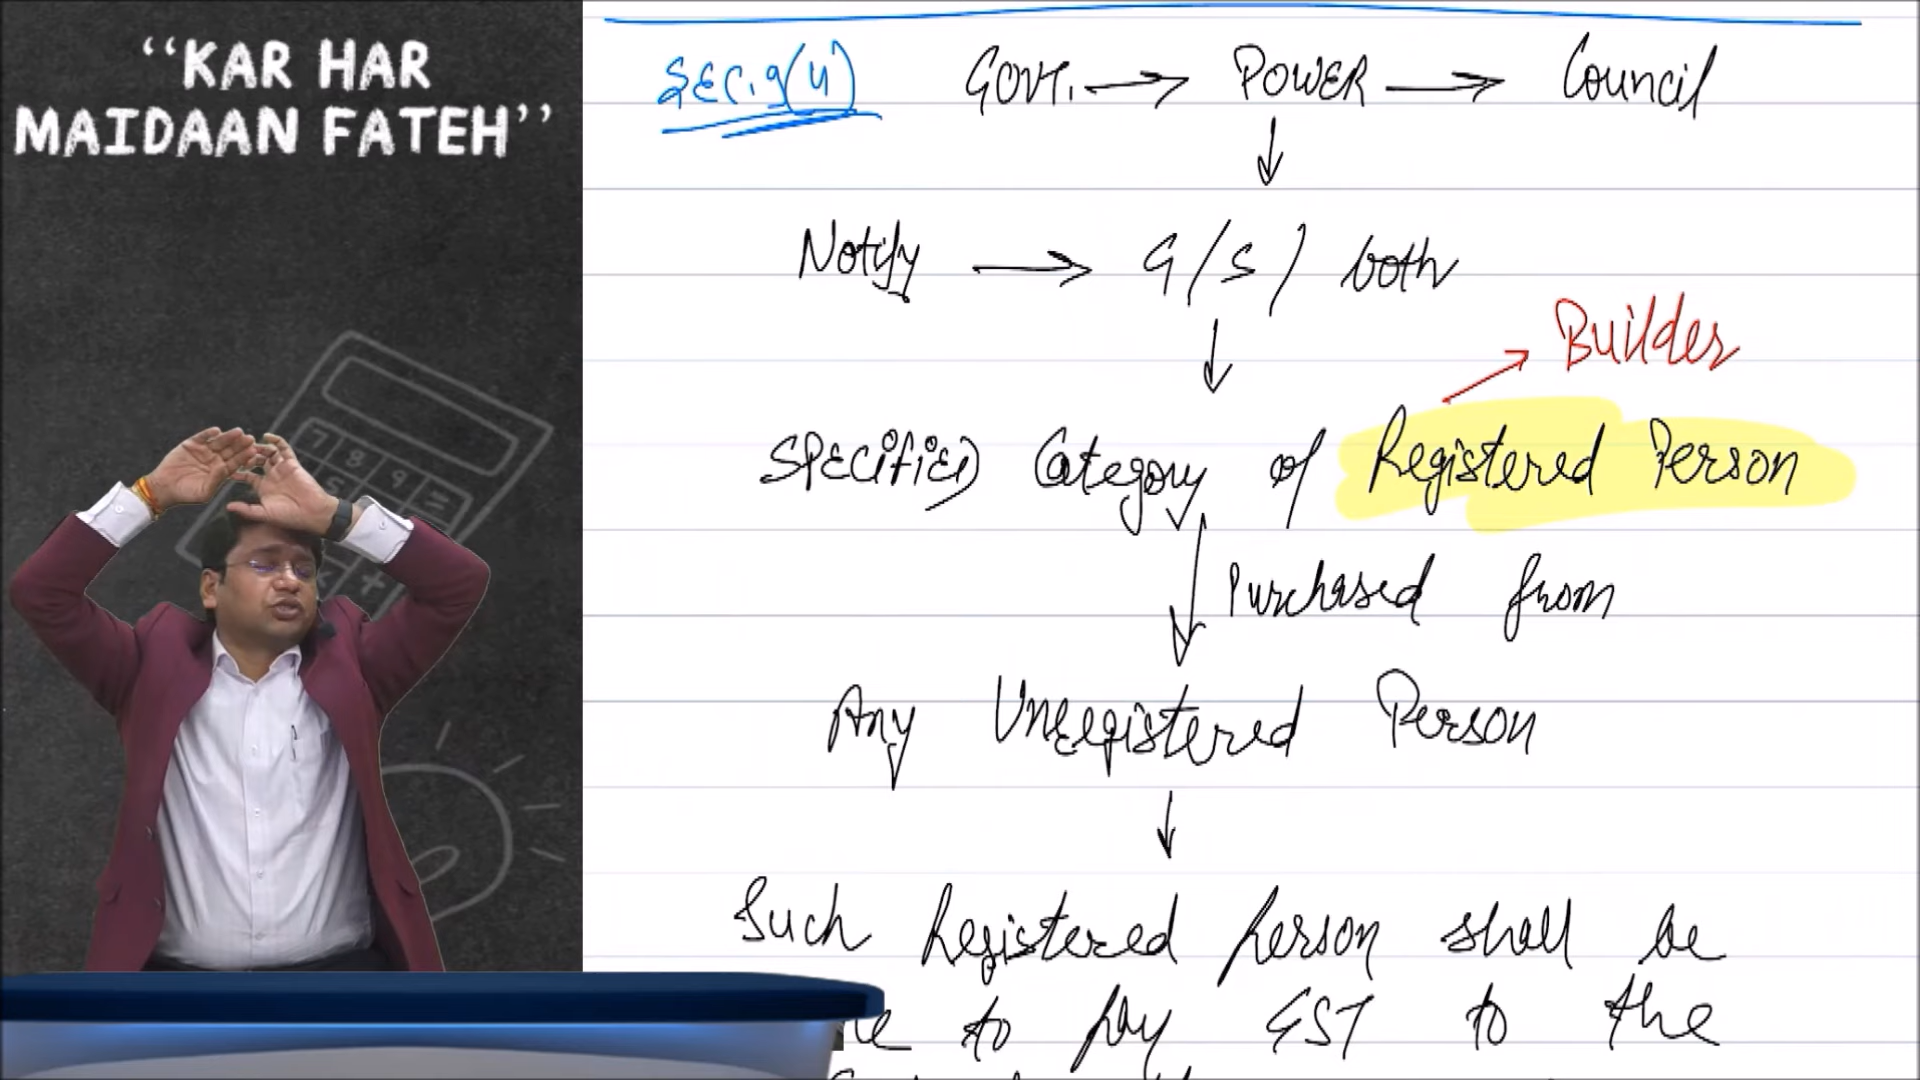 “KAR HAR
MAIDAAN FATEH”
SEC.9(4) GOVT. → POWER → Council
↓
Notify → G/S/ both
↓
Builder
SPECIFIED Category of Registered Person
↓ Purchased from
Any Unregistered Person
↓
Such Registered Person shall be
to pay GST to the